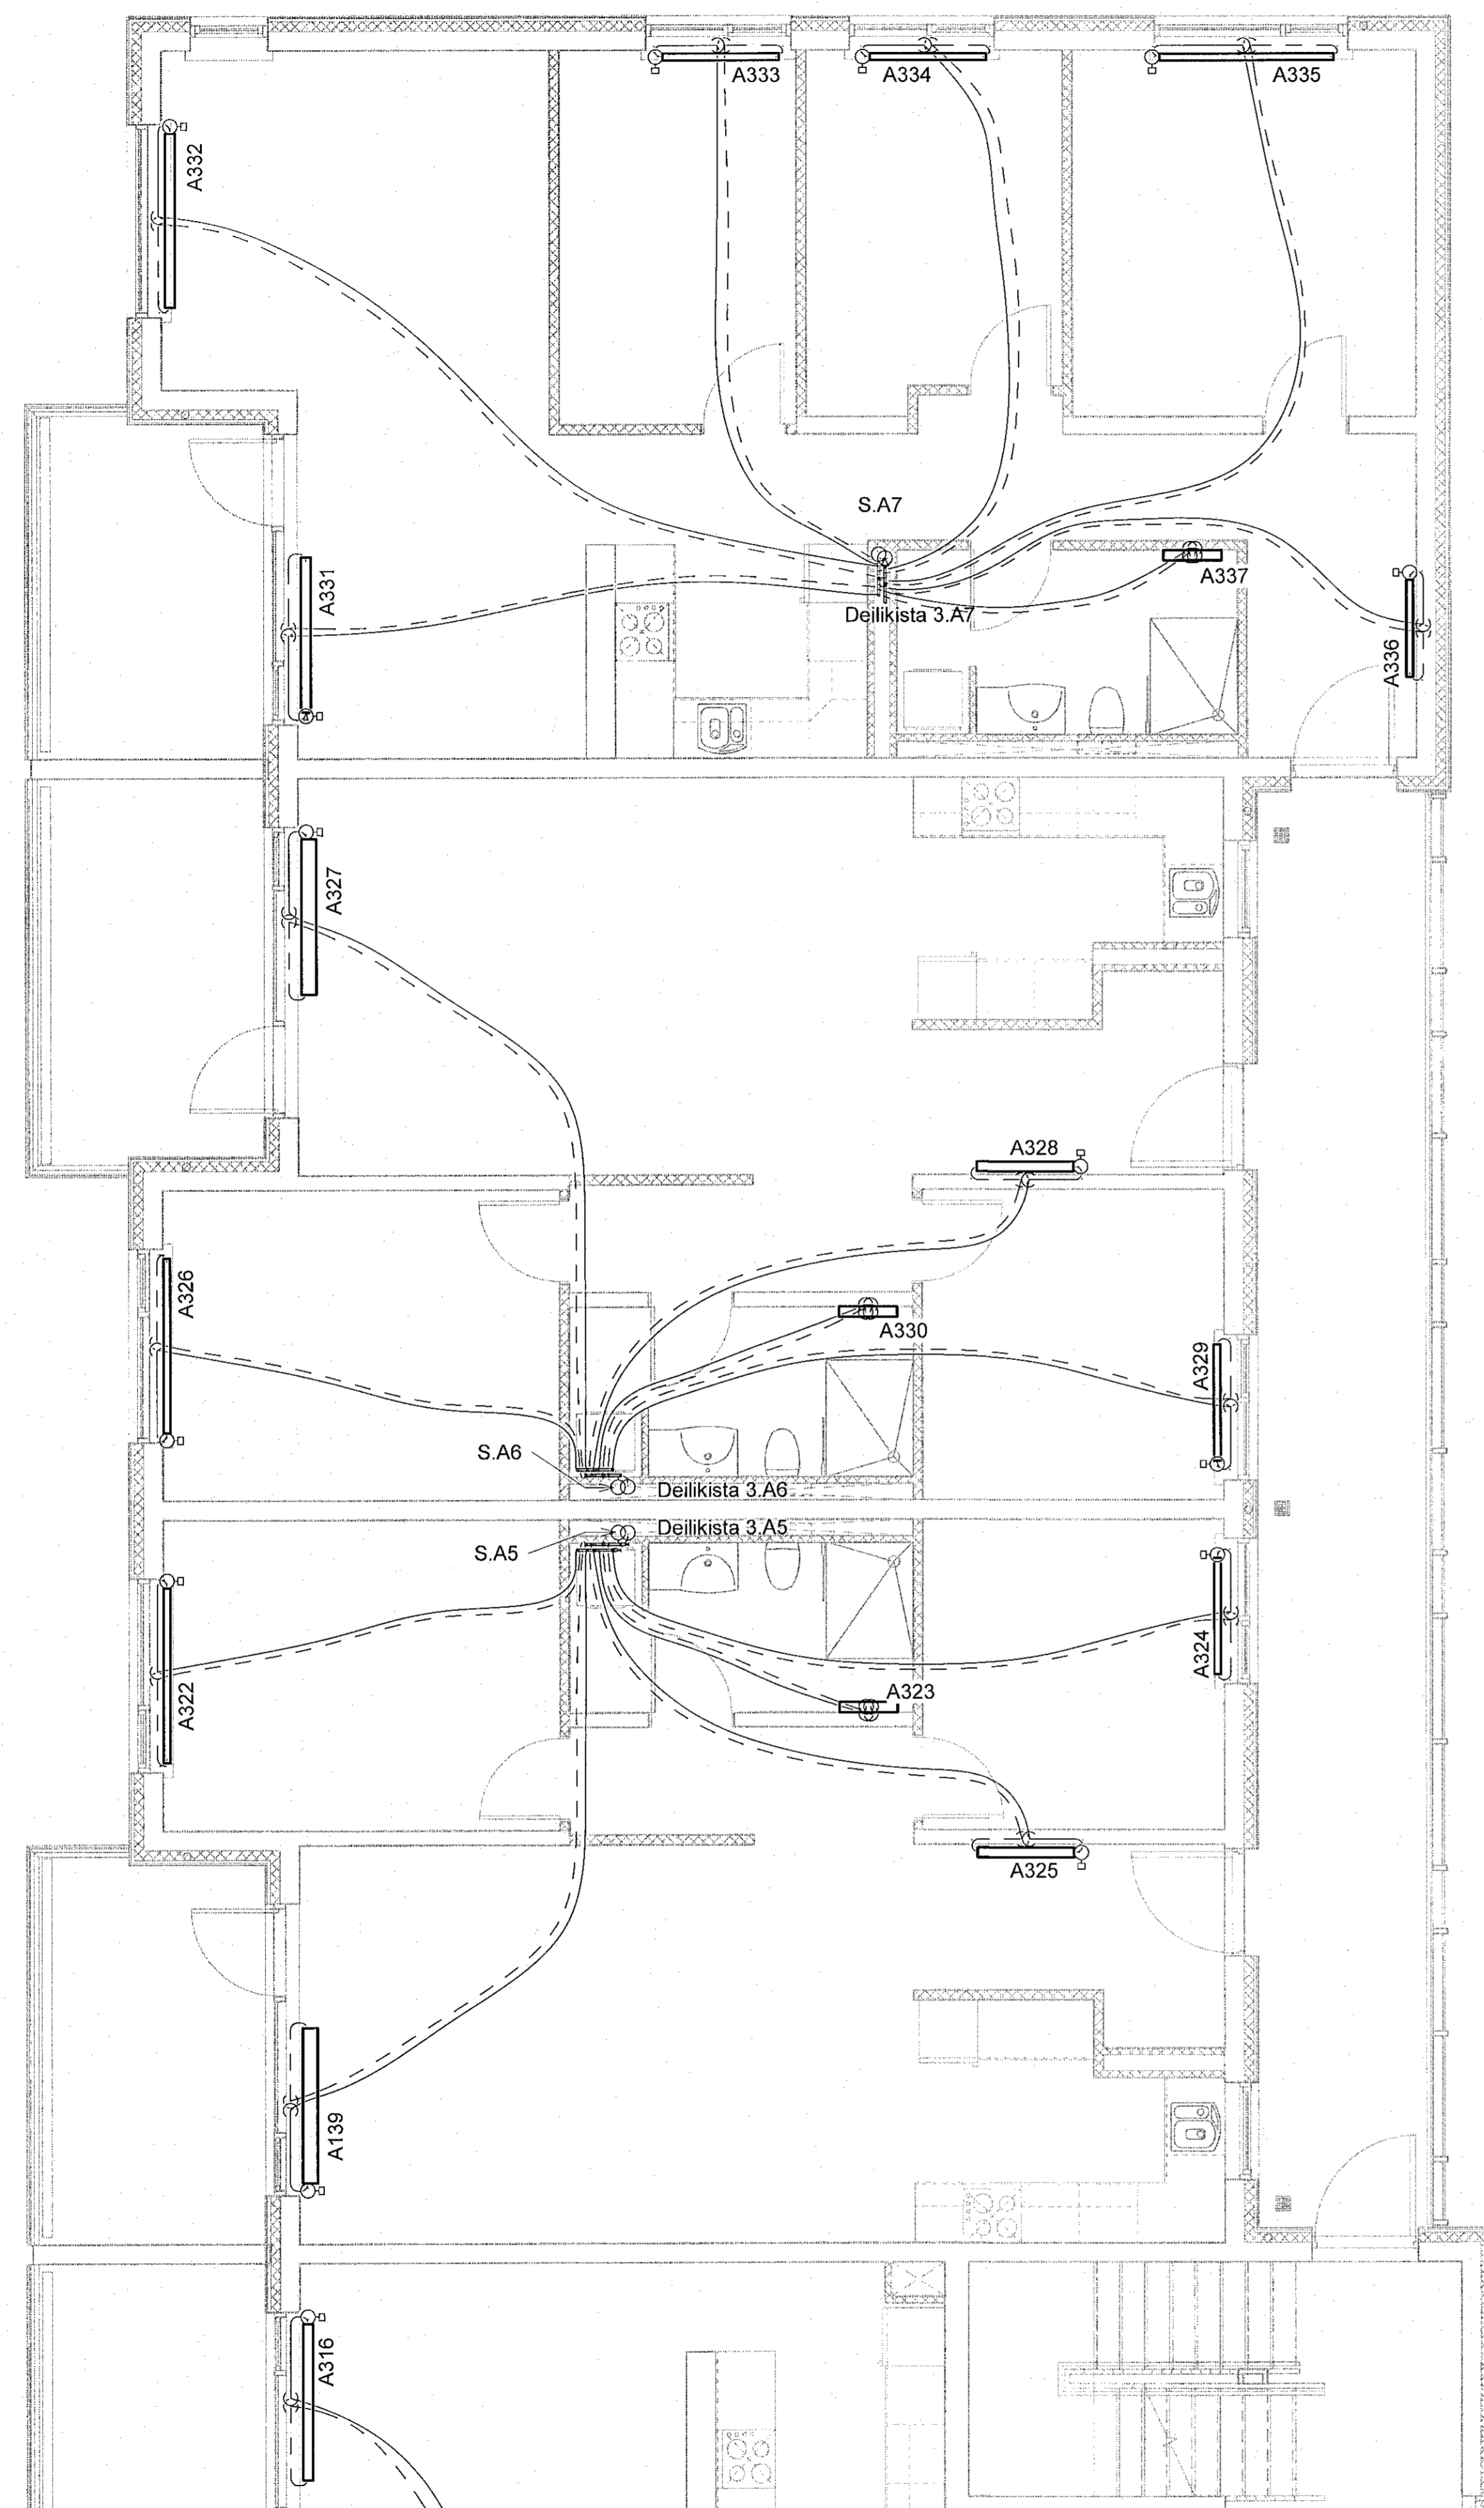 A333
A334
A335
A332
S.A7
A331
A337
Deilikista 3.A7
A336
A327
A328
A326
A330
A329
S.A6
Deilikista 3.A6
Deilikista 3.A5
S.A5
A324
A322
A323
A325
A139
A316